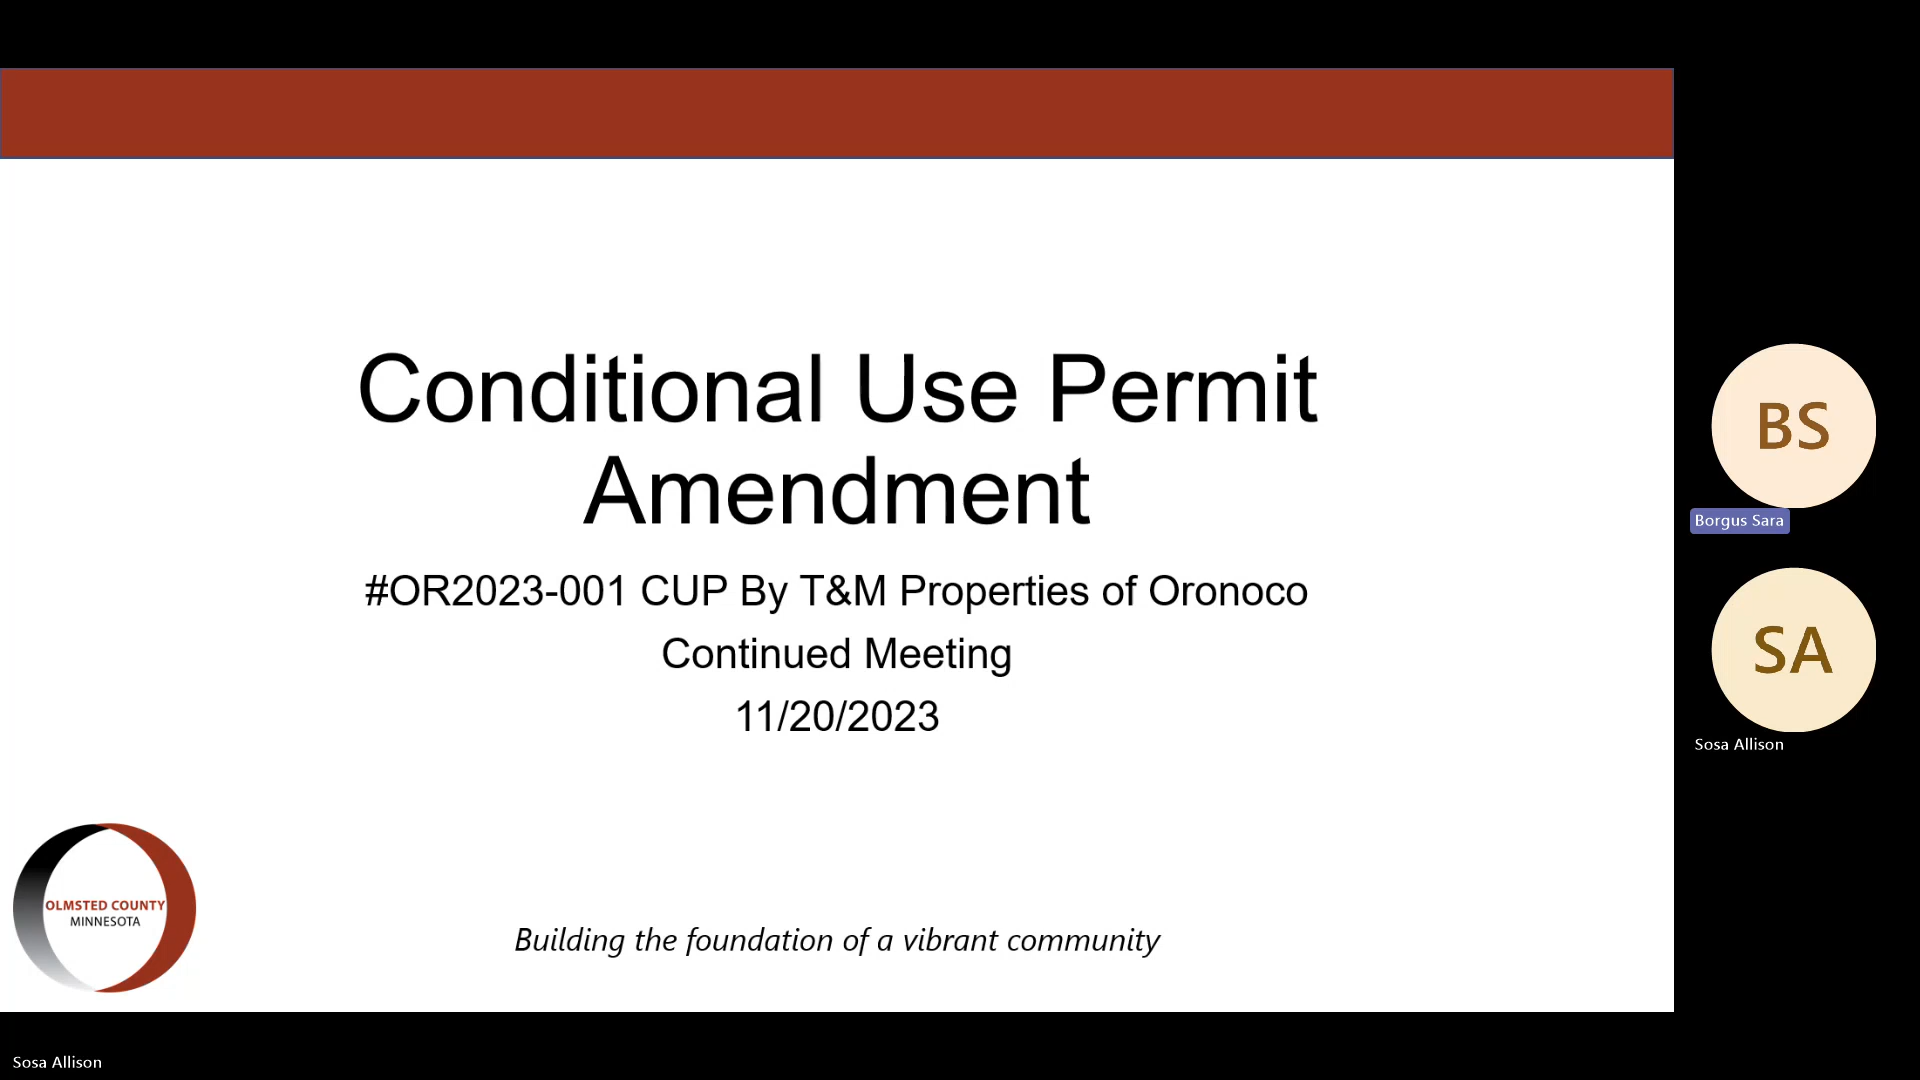 Conditional Use Permit
Amendment
#OR2023-001 CUP By T&M Properties of Oronoco
Continued Meeting
11/20/2023
OLMSTED COUNTY
MINNESOTA
Building the foundation of a vibrant community
BS
Borgus Sara
SA
Sosa Allison
Sosa Allison